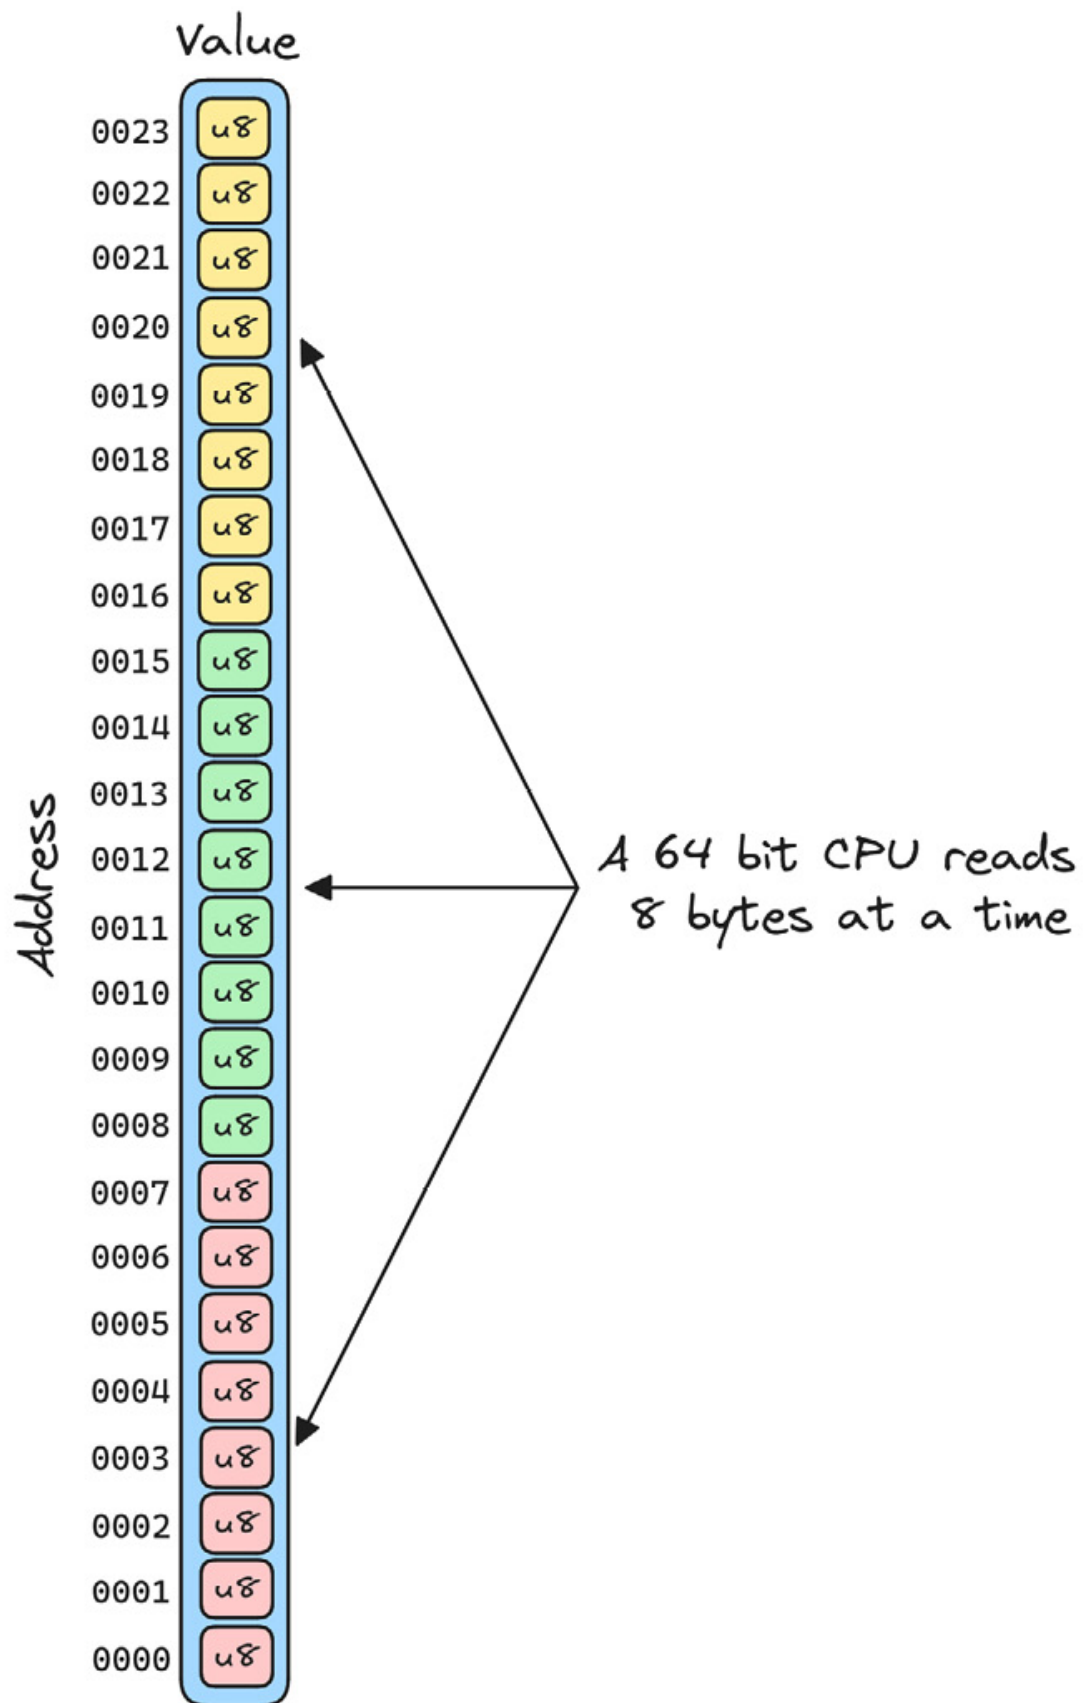 Value
0023 u8
0022 u8
0021 u8
0020 u8
0019 u8
0018 u8
0017 u8
0016 u8
0015 u8
0014 u8
0013 u8
0012 u8
0011 u8
0010 u8
0009 u8
0008 u8
0007 u8
0006 u8
0005 u8
0004 u8
0003 u8
0002 u8
0001 u8
0000 u8
Address
A 64 bit CPU reads
8 bytes at a time